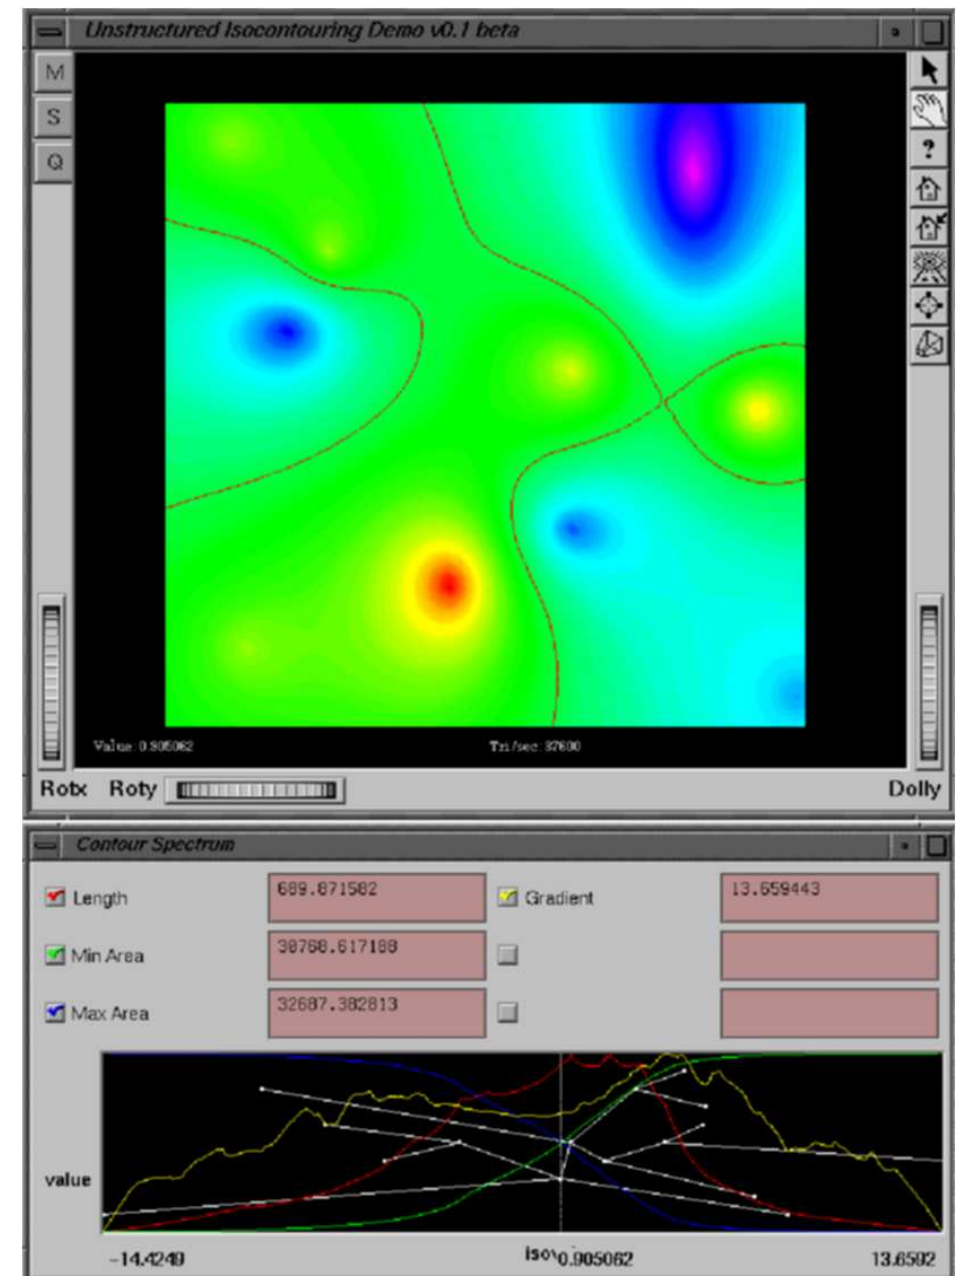 Unstructured Isocontouring Demo v0.1 beta
M
S
Q
?
Value: 0.905062
Tri/sec: 37600
Rotx Roty
Dolly
Contour Spectrum
Length 689.871582
Gradient 13.659443
Min Area 30768.617188
Max Area 32687.382813
value
-14.4249
0.905062
13.6592